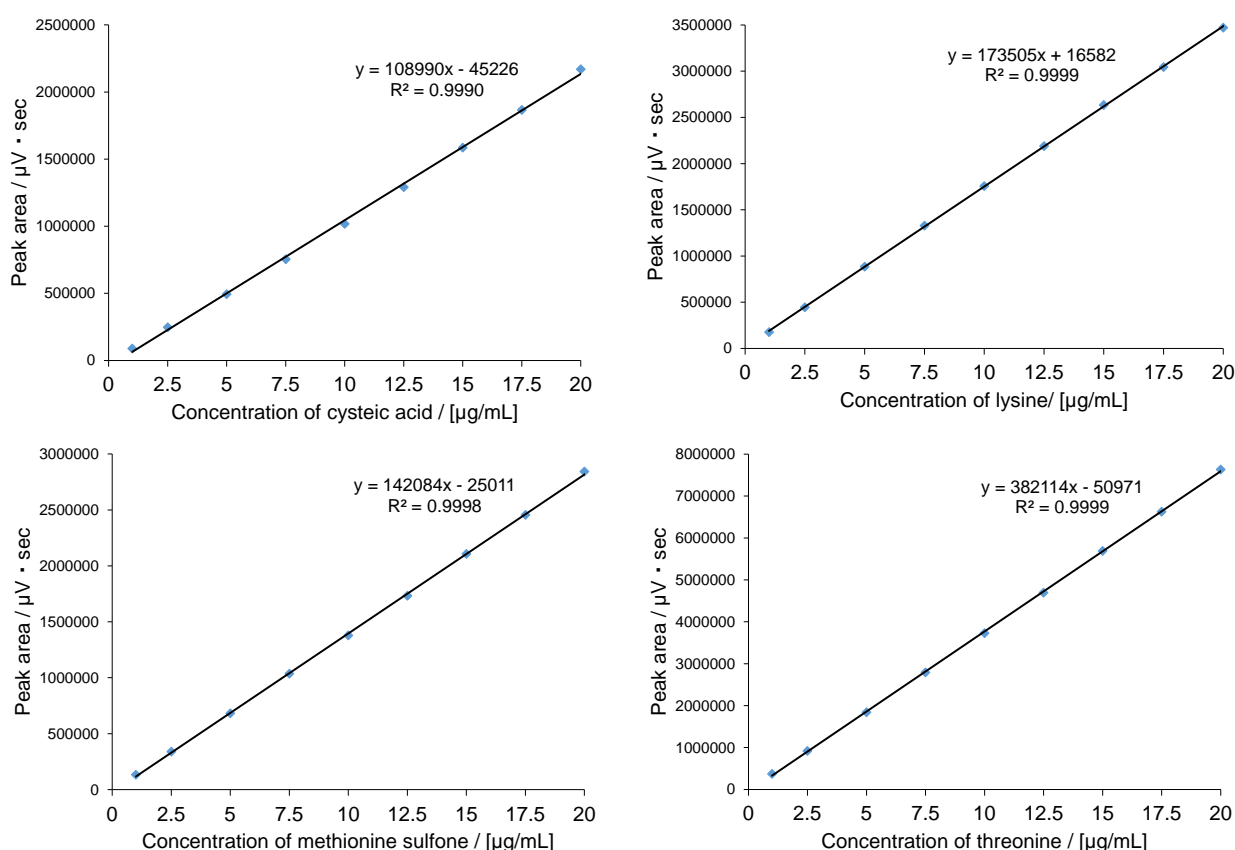 2500000
2000000
1500000
1000000
500000
0
Peak area / μV・sec
y = 108990x - 45226
R² = 0.9990
0 2.5 5 7.5 10 12.5 15 17.5 20
Concentration of cysteic acid / [μg/mL]
3500000
3000000
2500000
2000000
1500000
1000000
500000
0
Peak area / μV・sec
y = 173505x + 16582
R² = 0.9999
0 2.5 5 7.5 10 12.5 15 17.5 20
Concentration of lysine/ [μg/mL]
3000000
2500000
2000000
1500000
1000000
500000
0
Peak area / μV・sec
y = 142084x - 25011
R² = 0.9998
0 2.5 5 7.5 10 12.5 15 17.5 20
Concentration of methionine sulfone / [μg/mL]
8000000
7000000
6000000
5000000
4000000
3000000
2000000
1000000
0
Peak area / μV・sec
y = 382114x - 50971
R² = 0.9999
0 2.5 5 7.5 10 12.5 15 17.5 20
Concentration of threonine / [μg/mL]